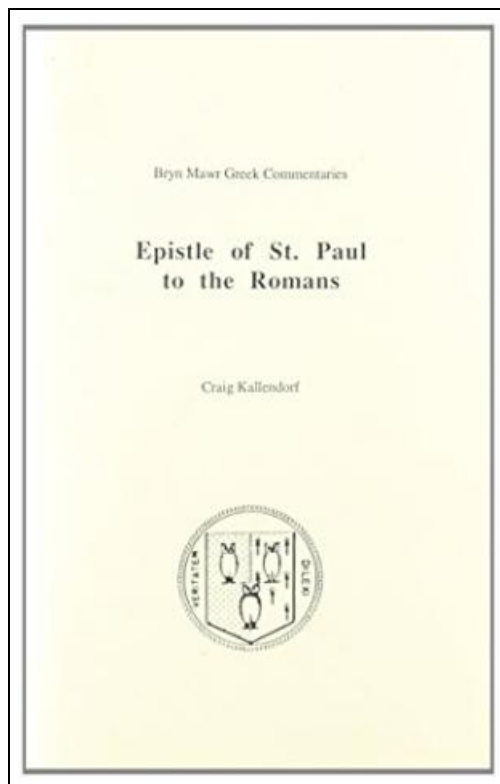 Bryn Mawr Greek Commentaries
Epistle of St. Paul
to the Romans
Craig Kallendorf
VERITATEM
DILEXI